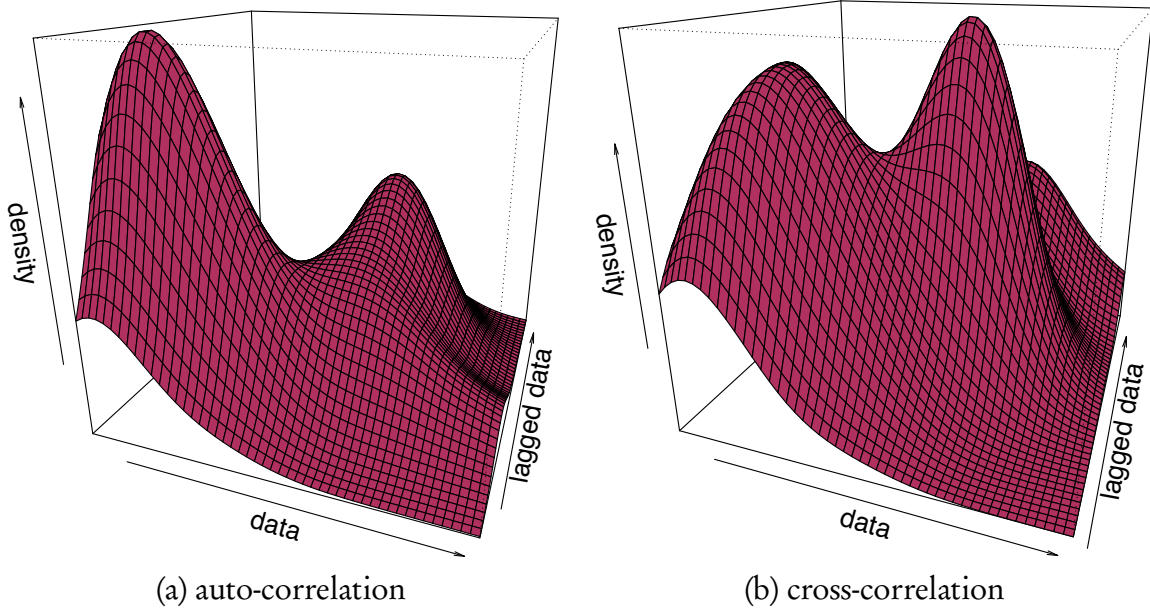 density
data
lagged data
(a) auto-correlation
density
data
lagged data
(b) cross-correlation